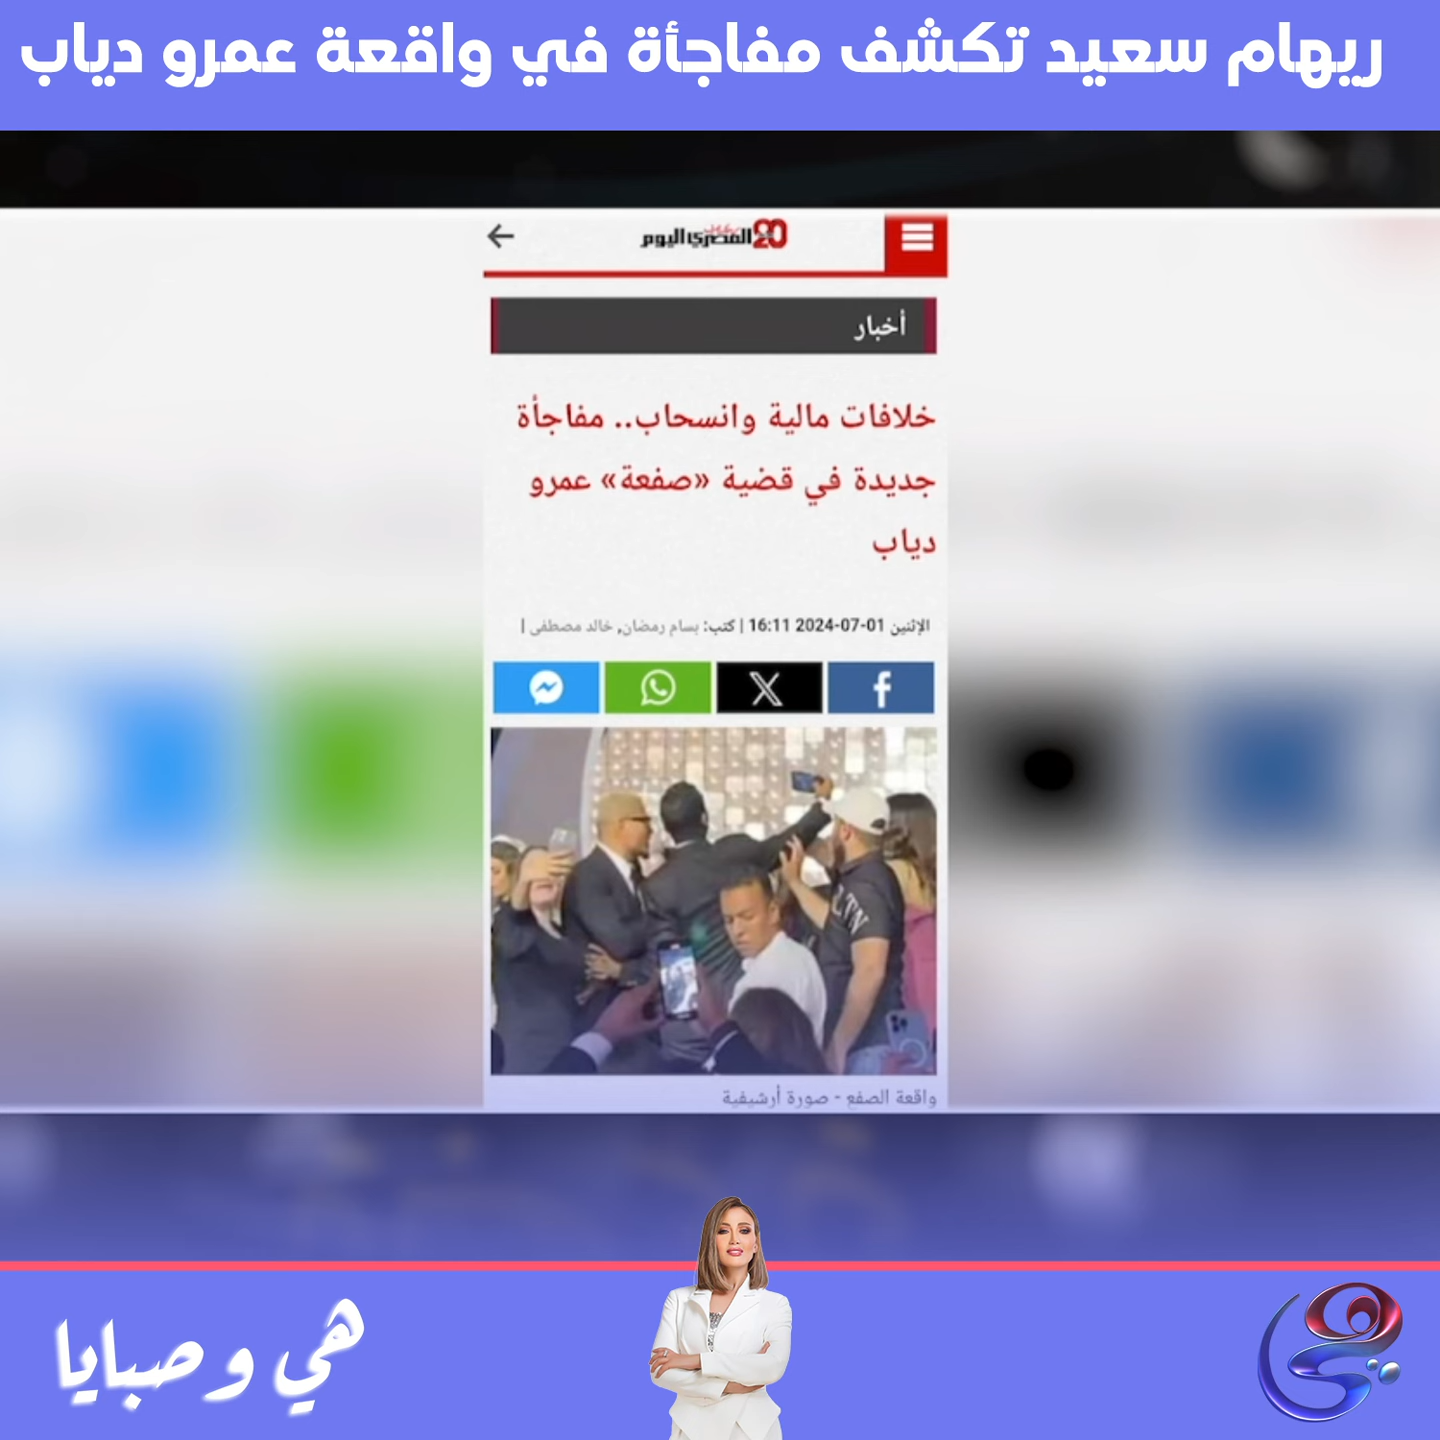 ريهام سعيد تكشف مفاجأة في واقعة عمرو دياب
المصري اليوم 20
أخبار
خلافات مالية وانسحاب.. مفاجأة
جديدة في قضية «صفعة» عمرو
دياب
الإثنين 01-07-2024 16:11 | كتب: بسام رمضان, خالد مصطفى |
واقعة الصفع - صورة أرشيفية
هي وصبايا